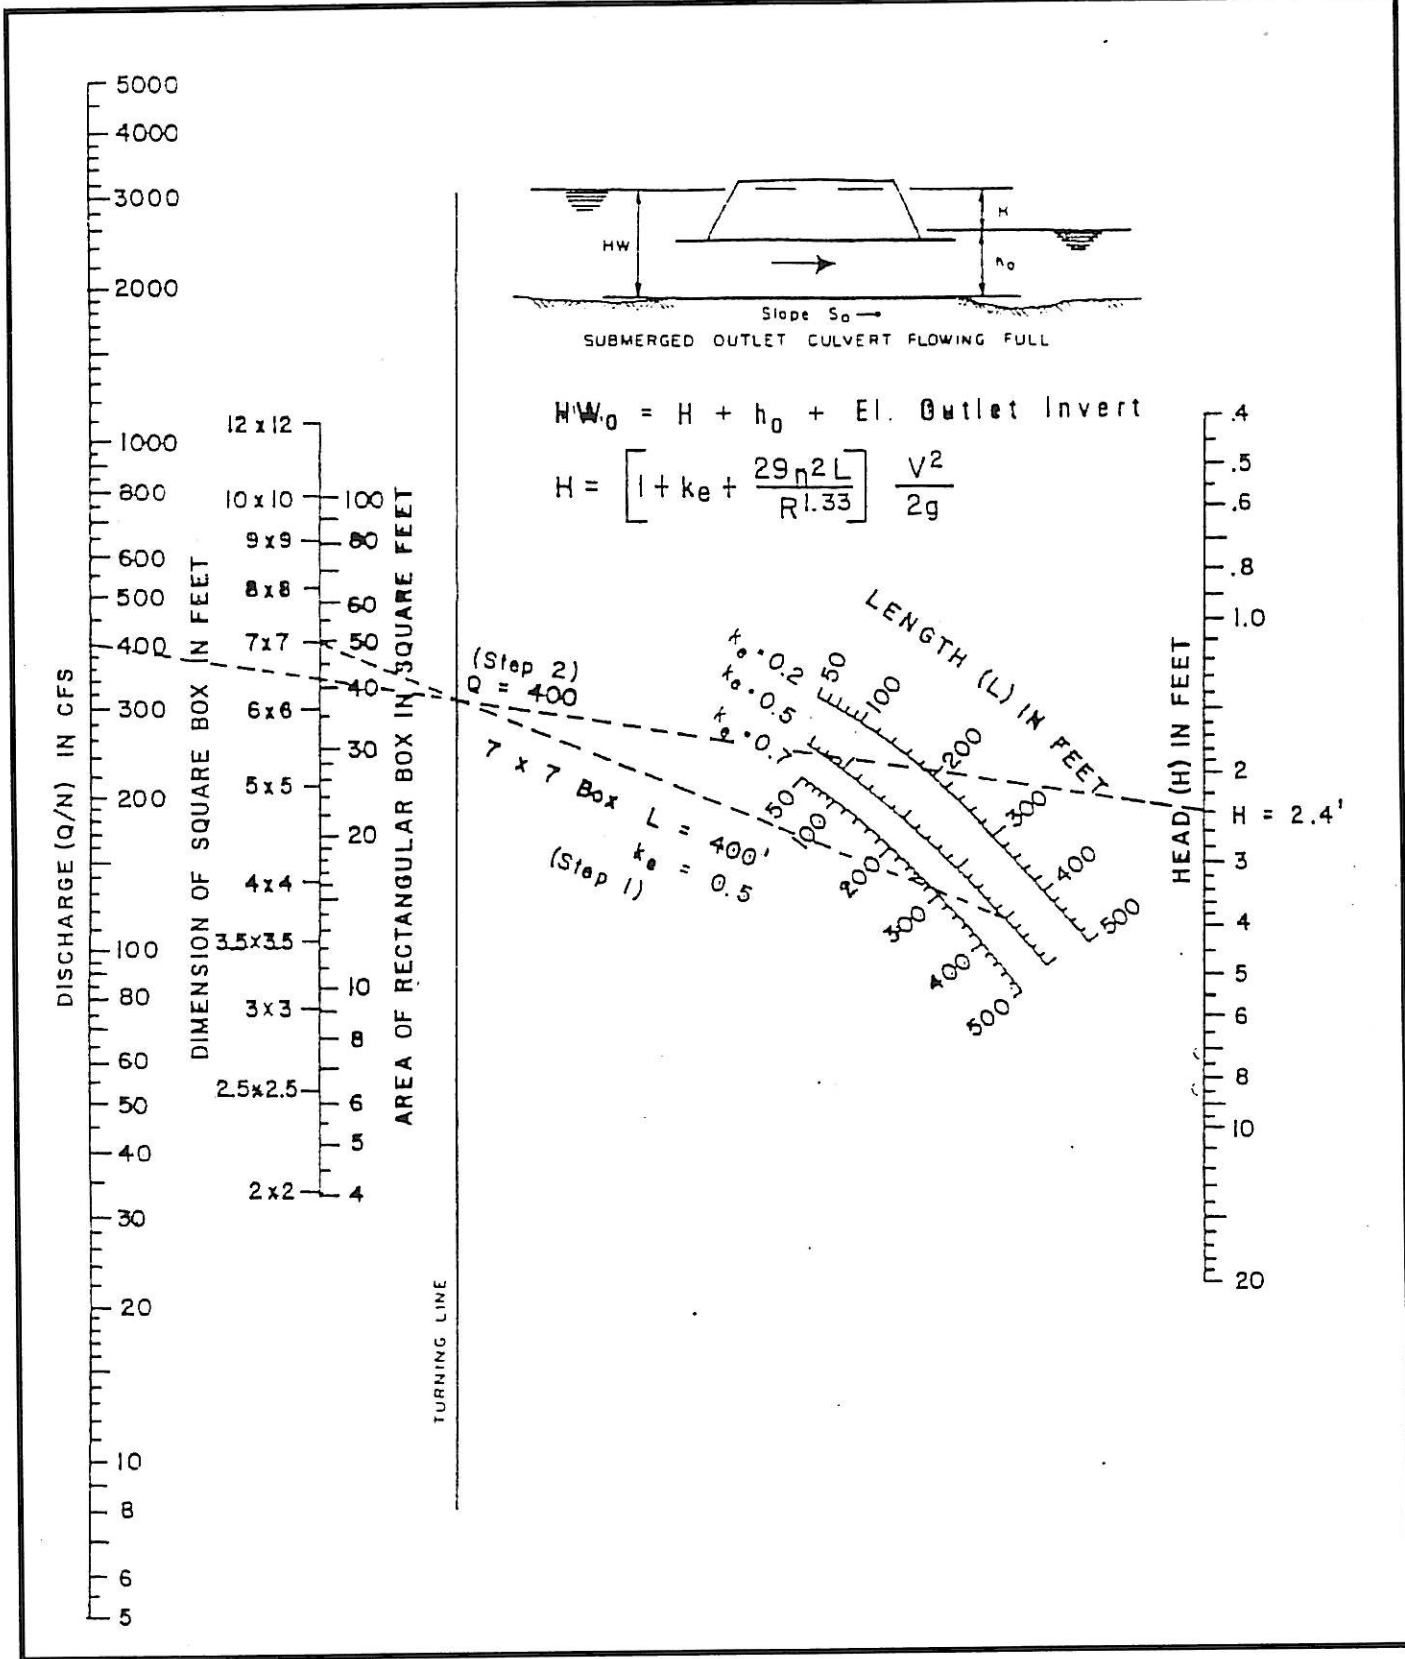 5000
4000
3000
2000
1000
800
600
500
400
300
200
100
80
60
50
40
30
20
10
8
6
5
DISCHARGE (Q/N) IN CFS
12 x 12
10 x 10
9 x 9
8 x 8
7 x 7
6 x 6
5 x 5
4 x 4
3.5 x 3.5
3 x 3
2.5 x 2.5
2 x 2
DIMENSION OF SQUARE BOX IN FEET
100
80
60
50
40
30
20
10
8
6
5
4
AREA OF RECTANGULAR BOX IN SQUARE FEET
TURNING LINE
HW
H
h₀
Slope S₀
SUBMERGED OUTLET CULVERT FLOWING FULL
HW₀ = H + h₀ + El. Outlet Invert
H = [1 + kₑ + 29n2L / R^1.33] V² / 2g
(Step 2)
Q = 400
7 x 7 Box L = 400'
kₑ = 0.5
(Step 1)
kₑ = 0.2
kₑ = 0.5
kₑ = 0.7
LENGTH (L) IN FEET
50
100
200
300
400
500
50
100
200
300
400
500
HEAD (H) IN FEET
.4
.5
.6
.8
1.0
2
3
4
5
6
8
10
20
H = 2.4'